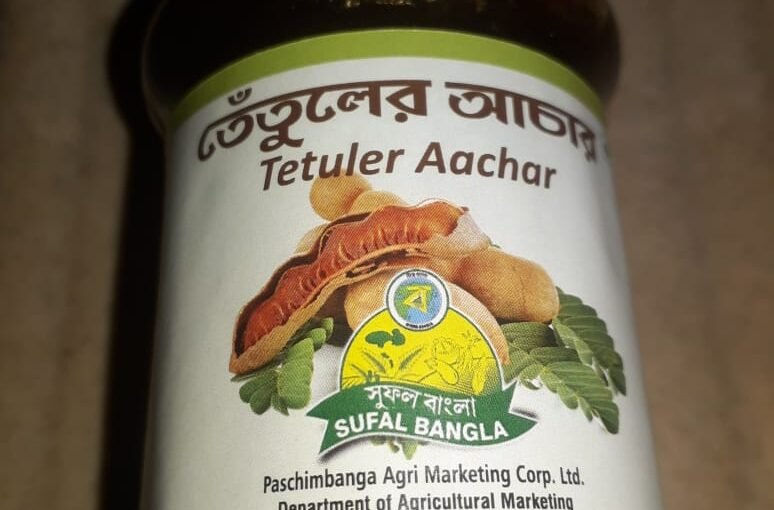 তেঁতুলের আচার
Tetuler Aachar
ব
সুফল বাংলা
SUFAL BANGLA
Paschimbanga Agri Marketing Corp. Ltd.
Department of Agricultural Marketing